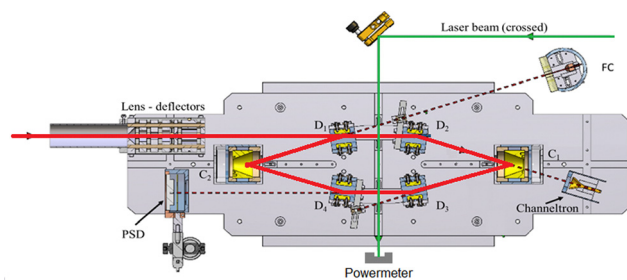 Laser beam (crossed)
FC
Lens - deflectors
D1
D2
C2
C1
D4
D3
PSD
Channeltron
Powermeter